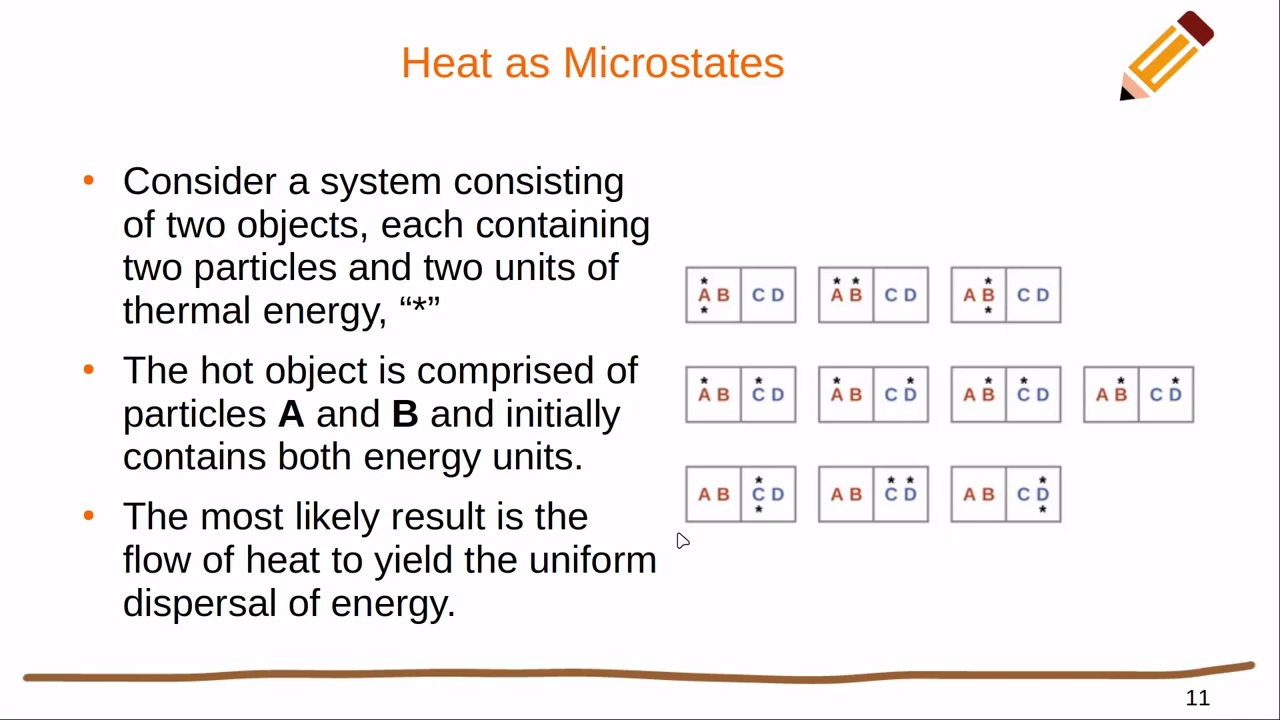 Heat as Microstates
• Consider a system consisting
of two objects, each containing
two particles and two units of
thermal energy, “*”
• The hot object is comprised of
particles A and B and initially
contains both energy units.
• The most likely result is the
flow of heat to yield the uniform
dispersal of energy.
* * * *
A B C D A B C D A B C D
* *
* * * * * * * *
A B C D A B C D A B C D A B C D
* * * *
A B C D A B C D A B C D
* *
11